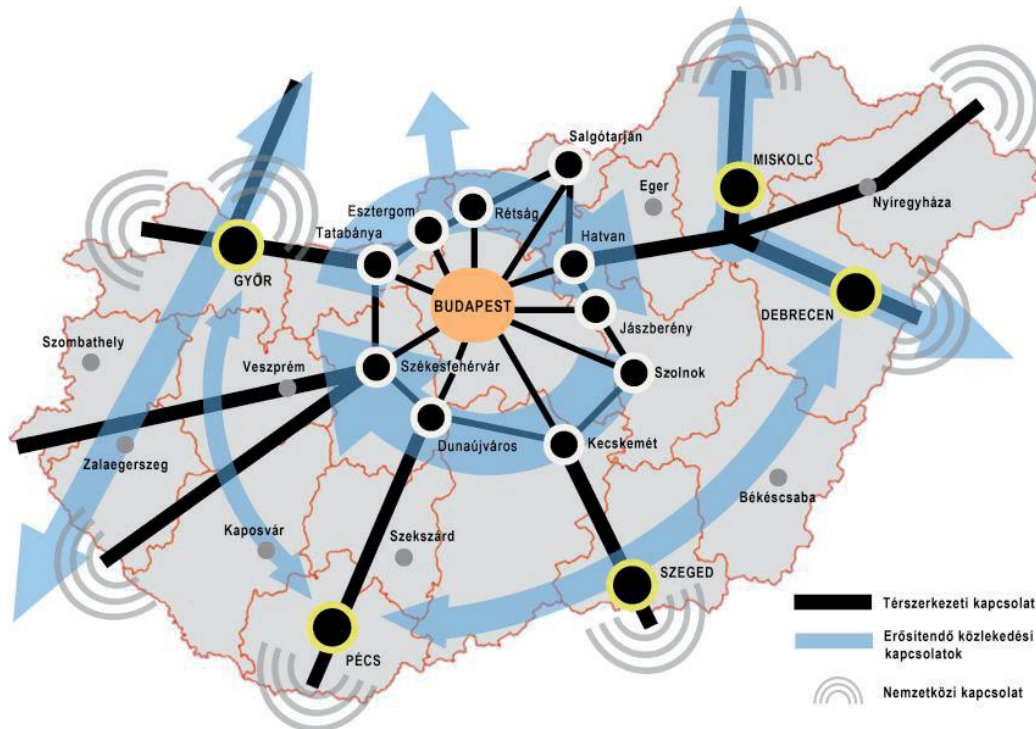 Salgótarján
MISKOLC
Eger
Nyíregyháza
Esztergom
Rétság
Tatabánya
Hatvan
GYŐR
BUDAPEST
DEBRECEN
Jászberény
Szombathely
Veszprém
Székesfehérvár
Szolnok
Dunaújváros
Kecskemét
Zalaegerszeg
Békéscsaba
Kaposvár
Szekszárd
SZEGED
PÉCS
Térszerkezeti kapcsolat
Erősítendő közlekedési
kapcsolatok
Nemzetközi kapcsolat